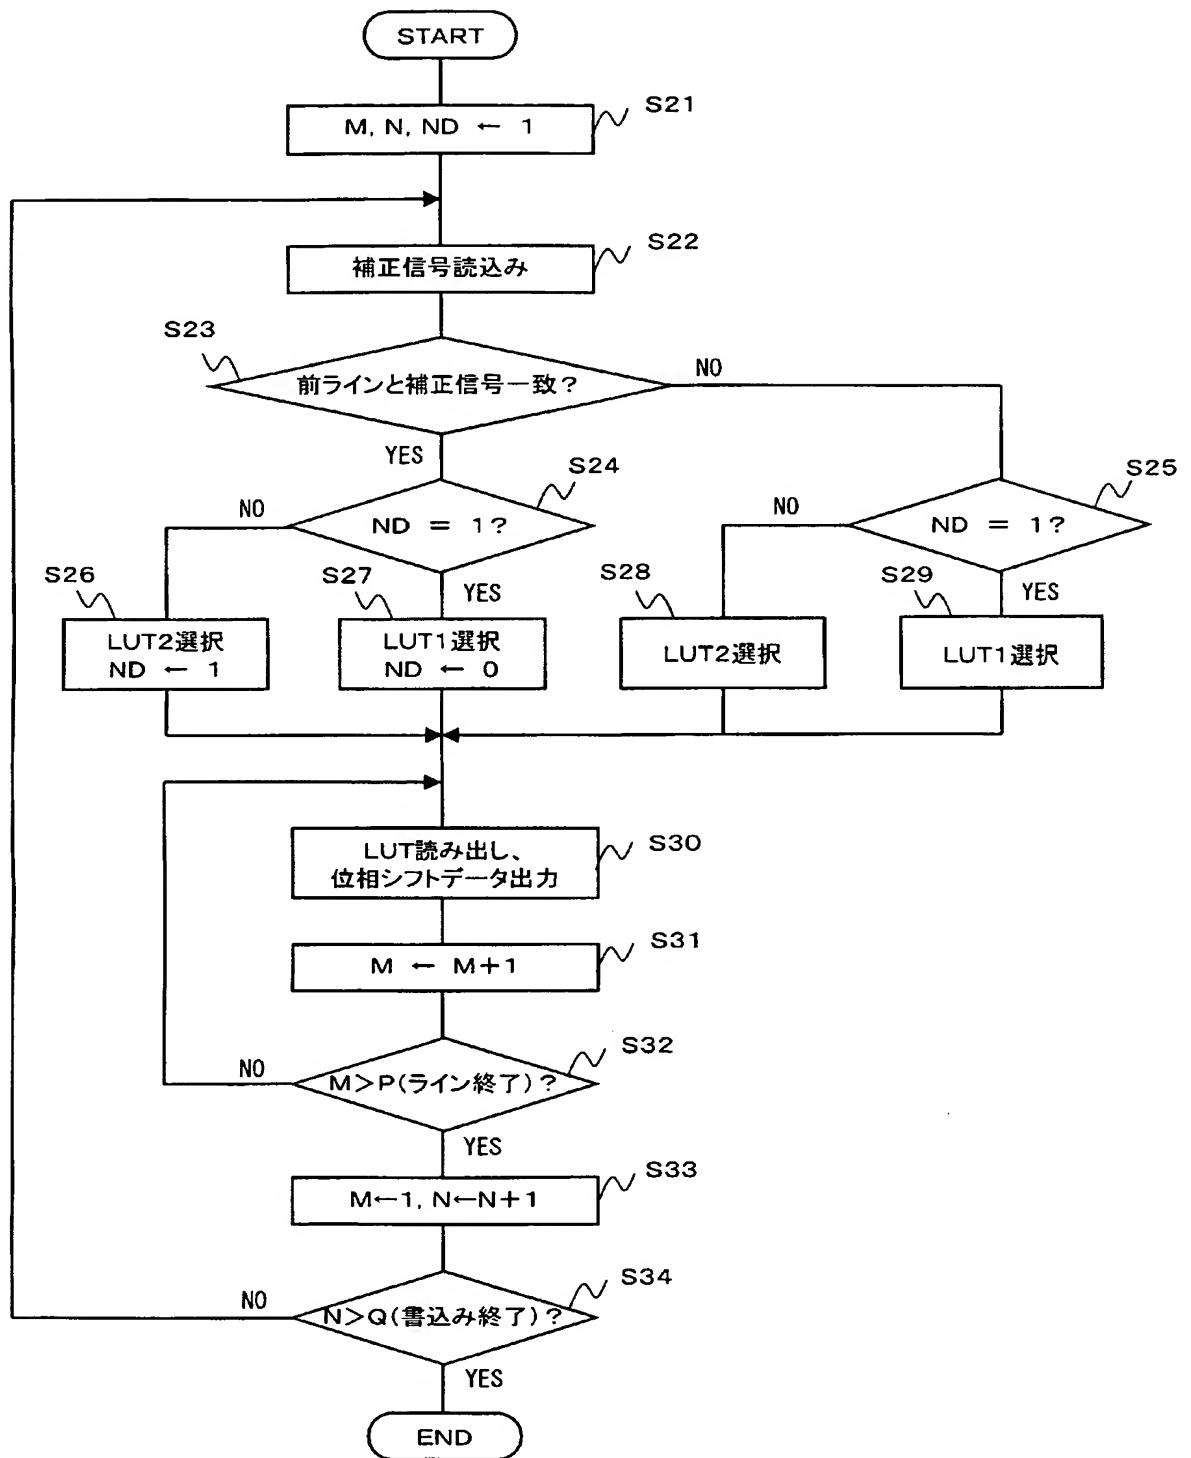 START
S21
M, N, ND ← 1
S22
補正信号読込み
S23
前ラインと補正信号一致?
NO
YES
S24
S25
NO
ND = 1?
NO
ND = 1?
S26
S27
YES
S28
S29
YES
LUT2選択
ND ← 1
LUT1選択
ND ← 0
LUT2選択
LUT1選択
S30
LUT読み出し、
位相シフトデータ出力
S31
M ← M+1
S32
NO
M>P(ライン終了)?
YES
S33
M←1, N←N+1
S34
NO
N>Q(書込み終了)?
YES
END